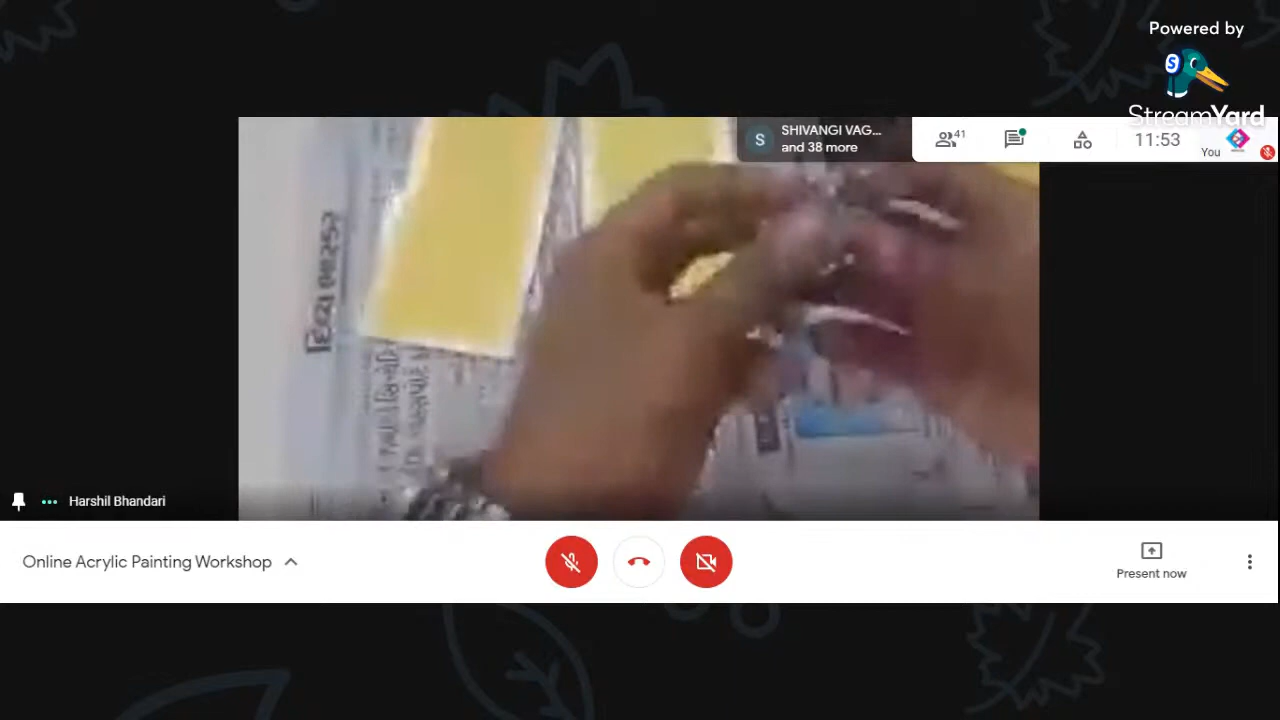 Powered by
StreamYard
SHIVANGI VAG...
and 38 more
41
11:53
You
Harshil Bhandari
Online Acrylic Painting Workshop
Present now